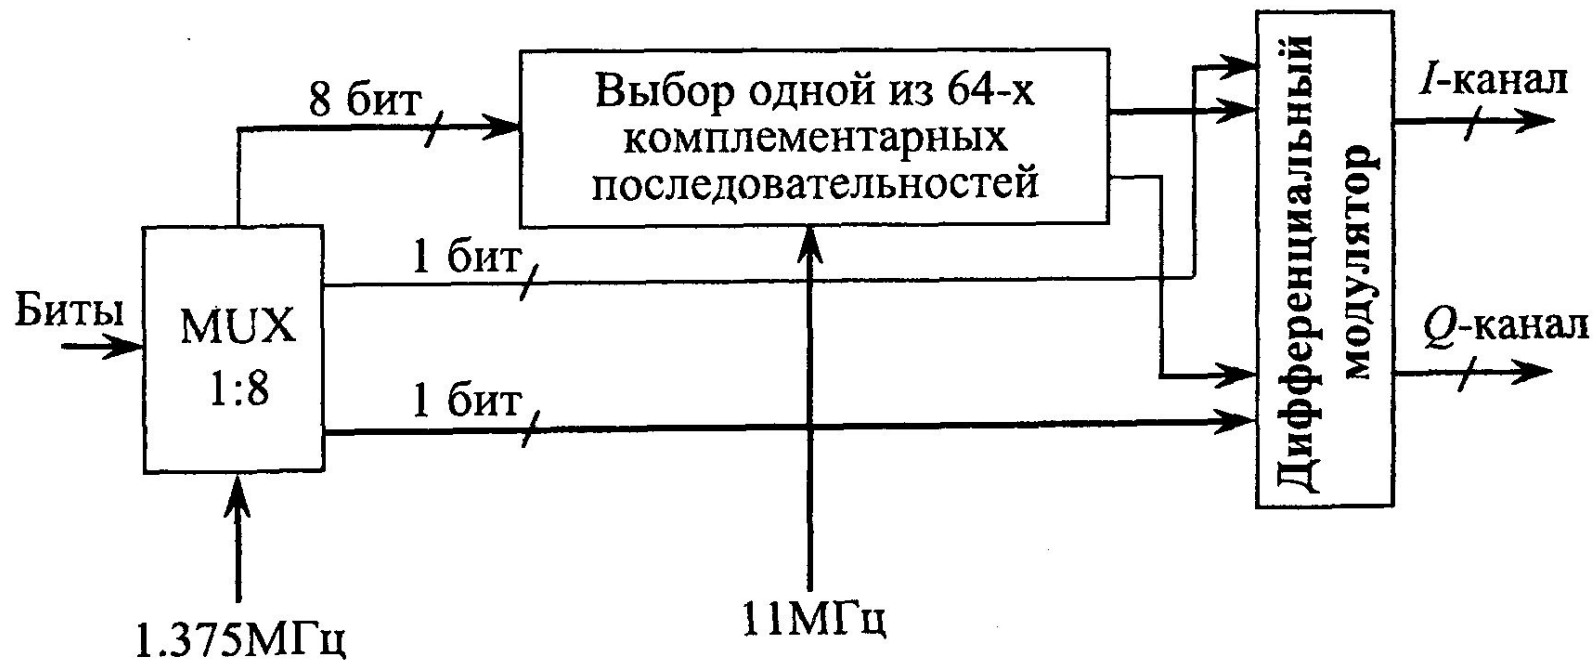 8 бит
Выбор одной из 64-х
комплементарных
последовательностей
Дифференциальный
модулятор
I-канал
1 бит
Биты
MUX
1:8
Q-канал
1 бит
1.375МГц
11МГц